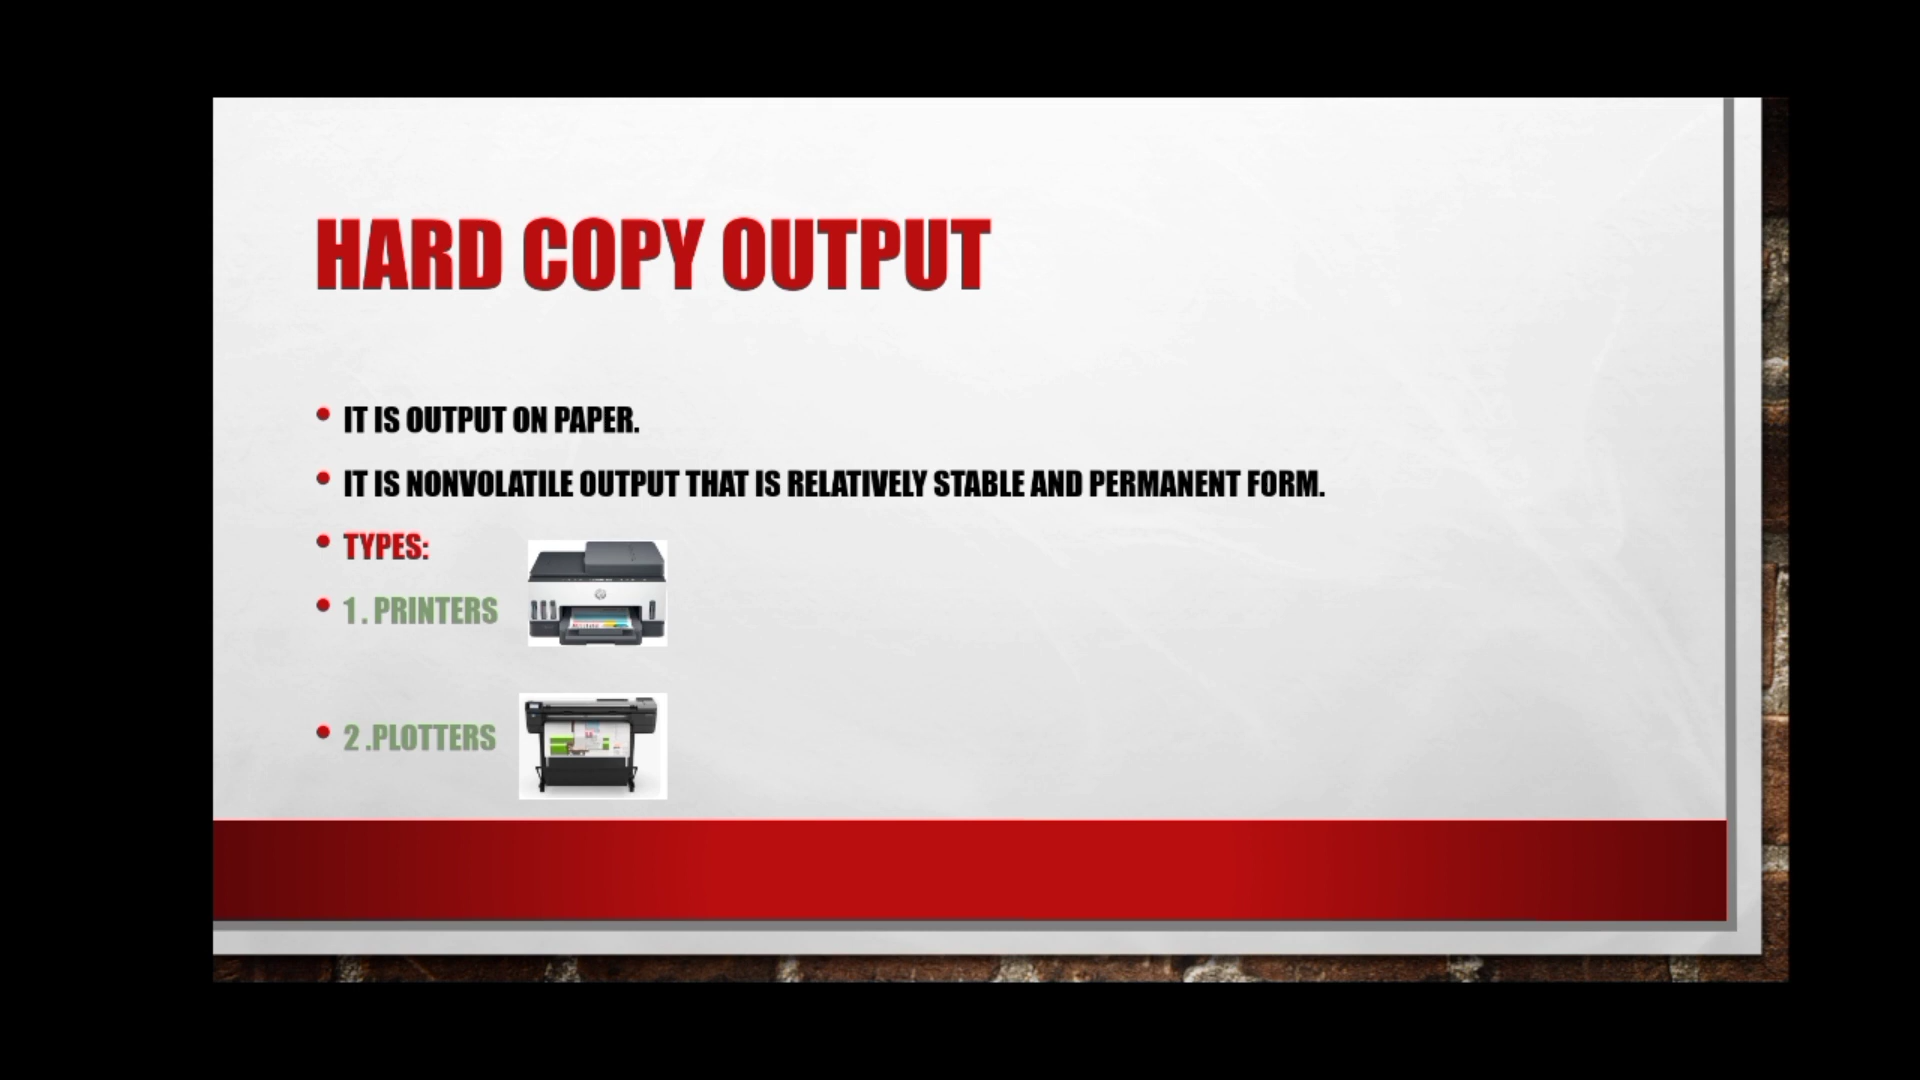 HARD COPY OUTPUT
• IT IS OUTPUT ON PAPER.
• IT IS NONVOLATILE OUTPUT THAT IS RELATIVELY STABLE AND PERMANENT FORM.
• TYPES:
• 1. PRINTERS
• 2 .PLOTTERS